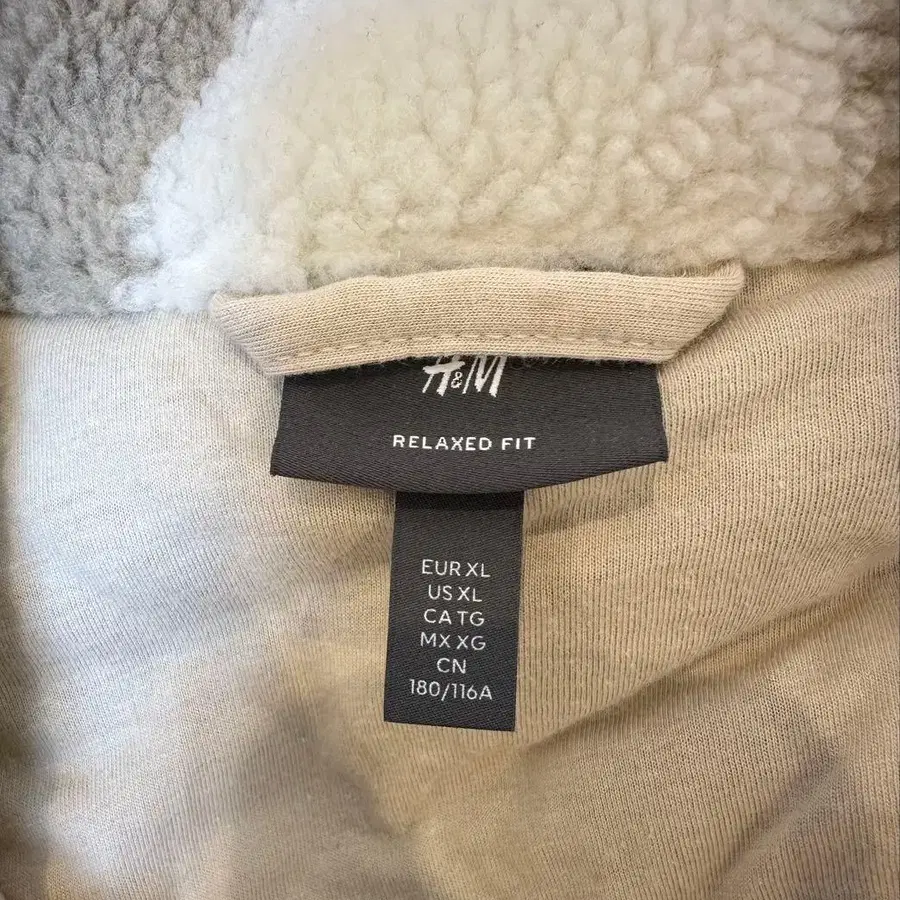 H&M
RELAXED FIT
EUR XL
US XL
CA TG
MX XG
CN
180/116A